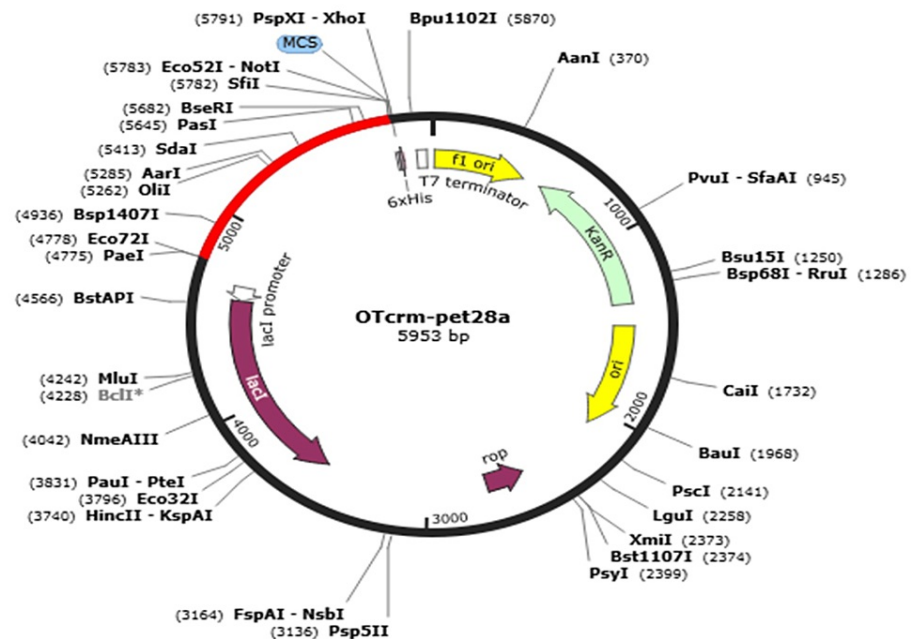 (5791) PspXI - XhoI
Bpu1102I (5870)
MCS
AanI (370)
(5783) Eco52I - NotI
(5782) SfiI
(5682) BseRI
(5645) PasI
(5413) SdaI
(5285) AarI
(5262) OliI
(4936) Bsp1407I
(4778) Eco72I
(4775) PaeI
(4566) BstAPI
(4242) MluI
(4228) BclI*
(4042) NmeAIII
(3831) PauI - PteI
(3796) Eco32I
(3740) HincII - KspAI
(3164) FspAI - NsbI
(3136) Psp5II
PvuI - SfaAI (945)
Bsu15I (1250)
Bsp68I - RruI (1286)
CaiI (1732)
BauI (1968)
PscI (2141)
LguI (2258)
XmiI (2373)
Bst1107I (2374)
PsyI (2399)
f1 ori
T7 terminator
6xHis
KanR
1000
ori
2000
rop
3000
4000
5000
lacI promoter
lacI
OTcrm-pet28a
5953 bp